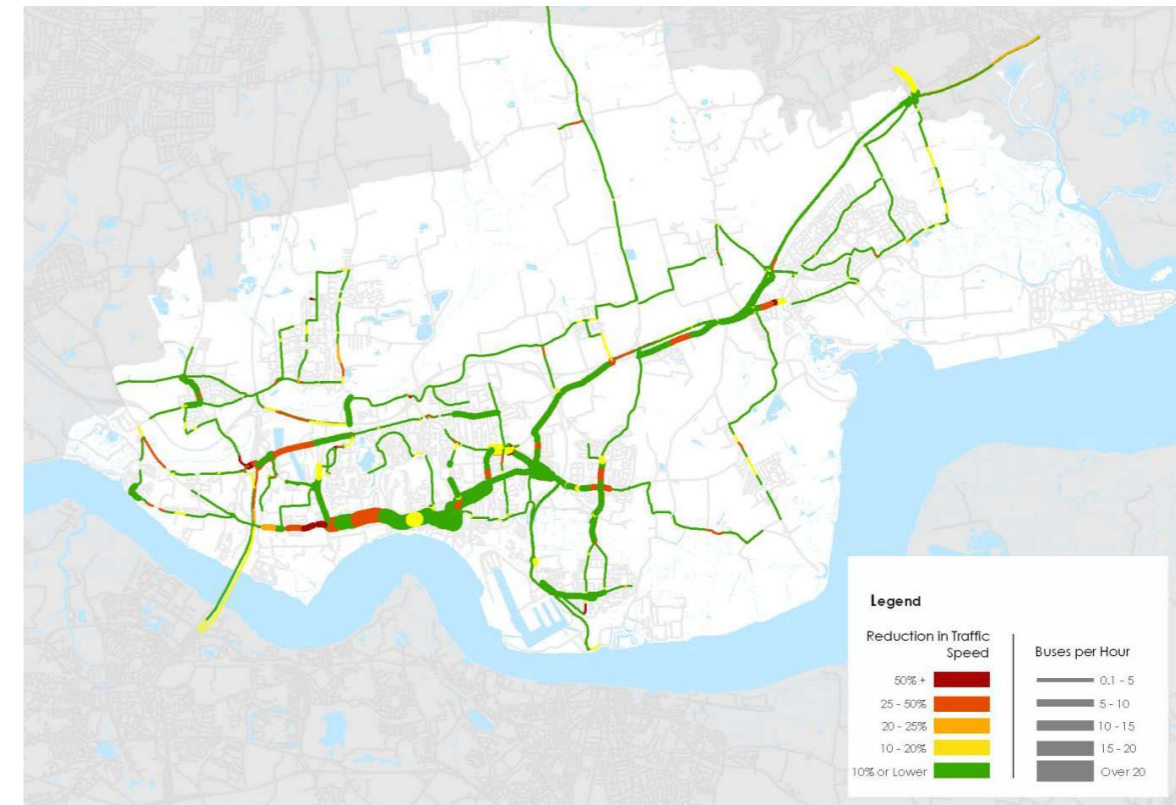 Legend
Reduction in Traffic
Speed
Buses per Hour
50% +
0.1 - 5
25 - 50%
5 - 10
20 - 25%
10 - 15
10 - 20%
15 - 20
10% or Lower
Over 20